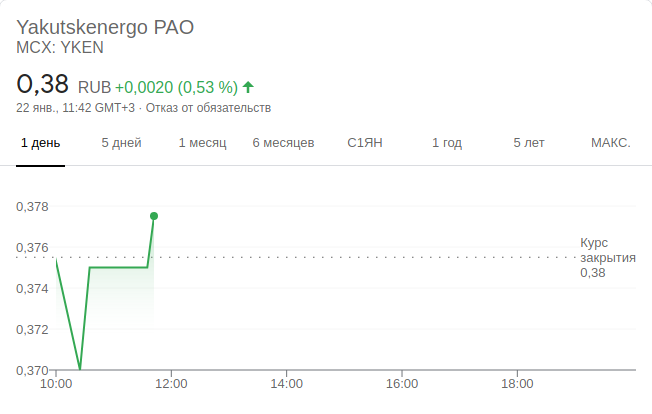 Yakutskenergo PAO
MCX: YKEN
0,38 RUB +0,0020 (0,53 %)
22 янв., 11:42 GMT+3 · Отказ от обязательств
1 день 5 дней 1 месяц 6 месяцев С1ЯН 1 год 5 лет МАКС.
0,378
0,376
0,374
0,372
0,370
Курс
закрытия
0,38
10:00 12:00 14:00 16:00 18:00